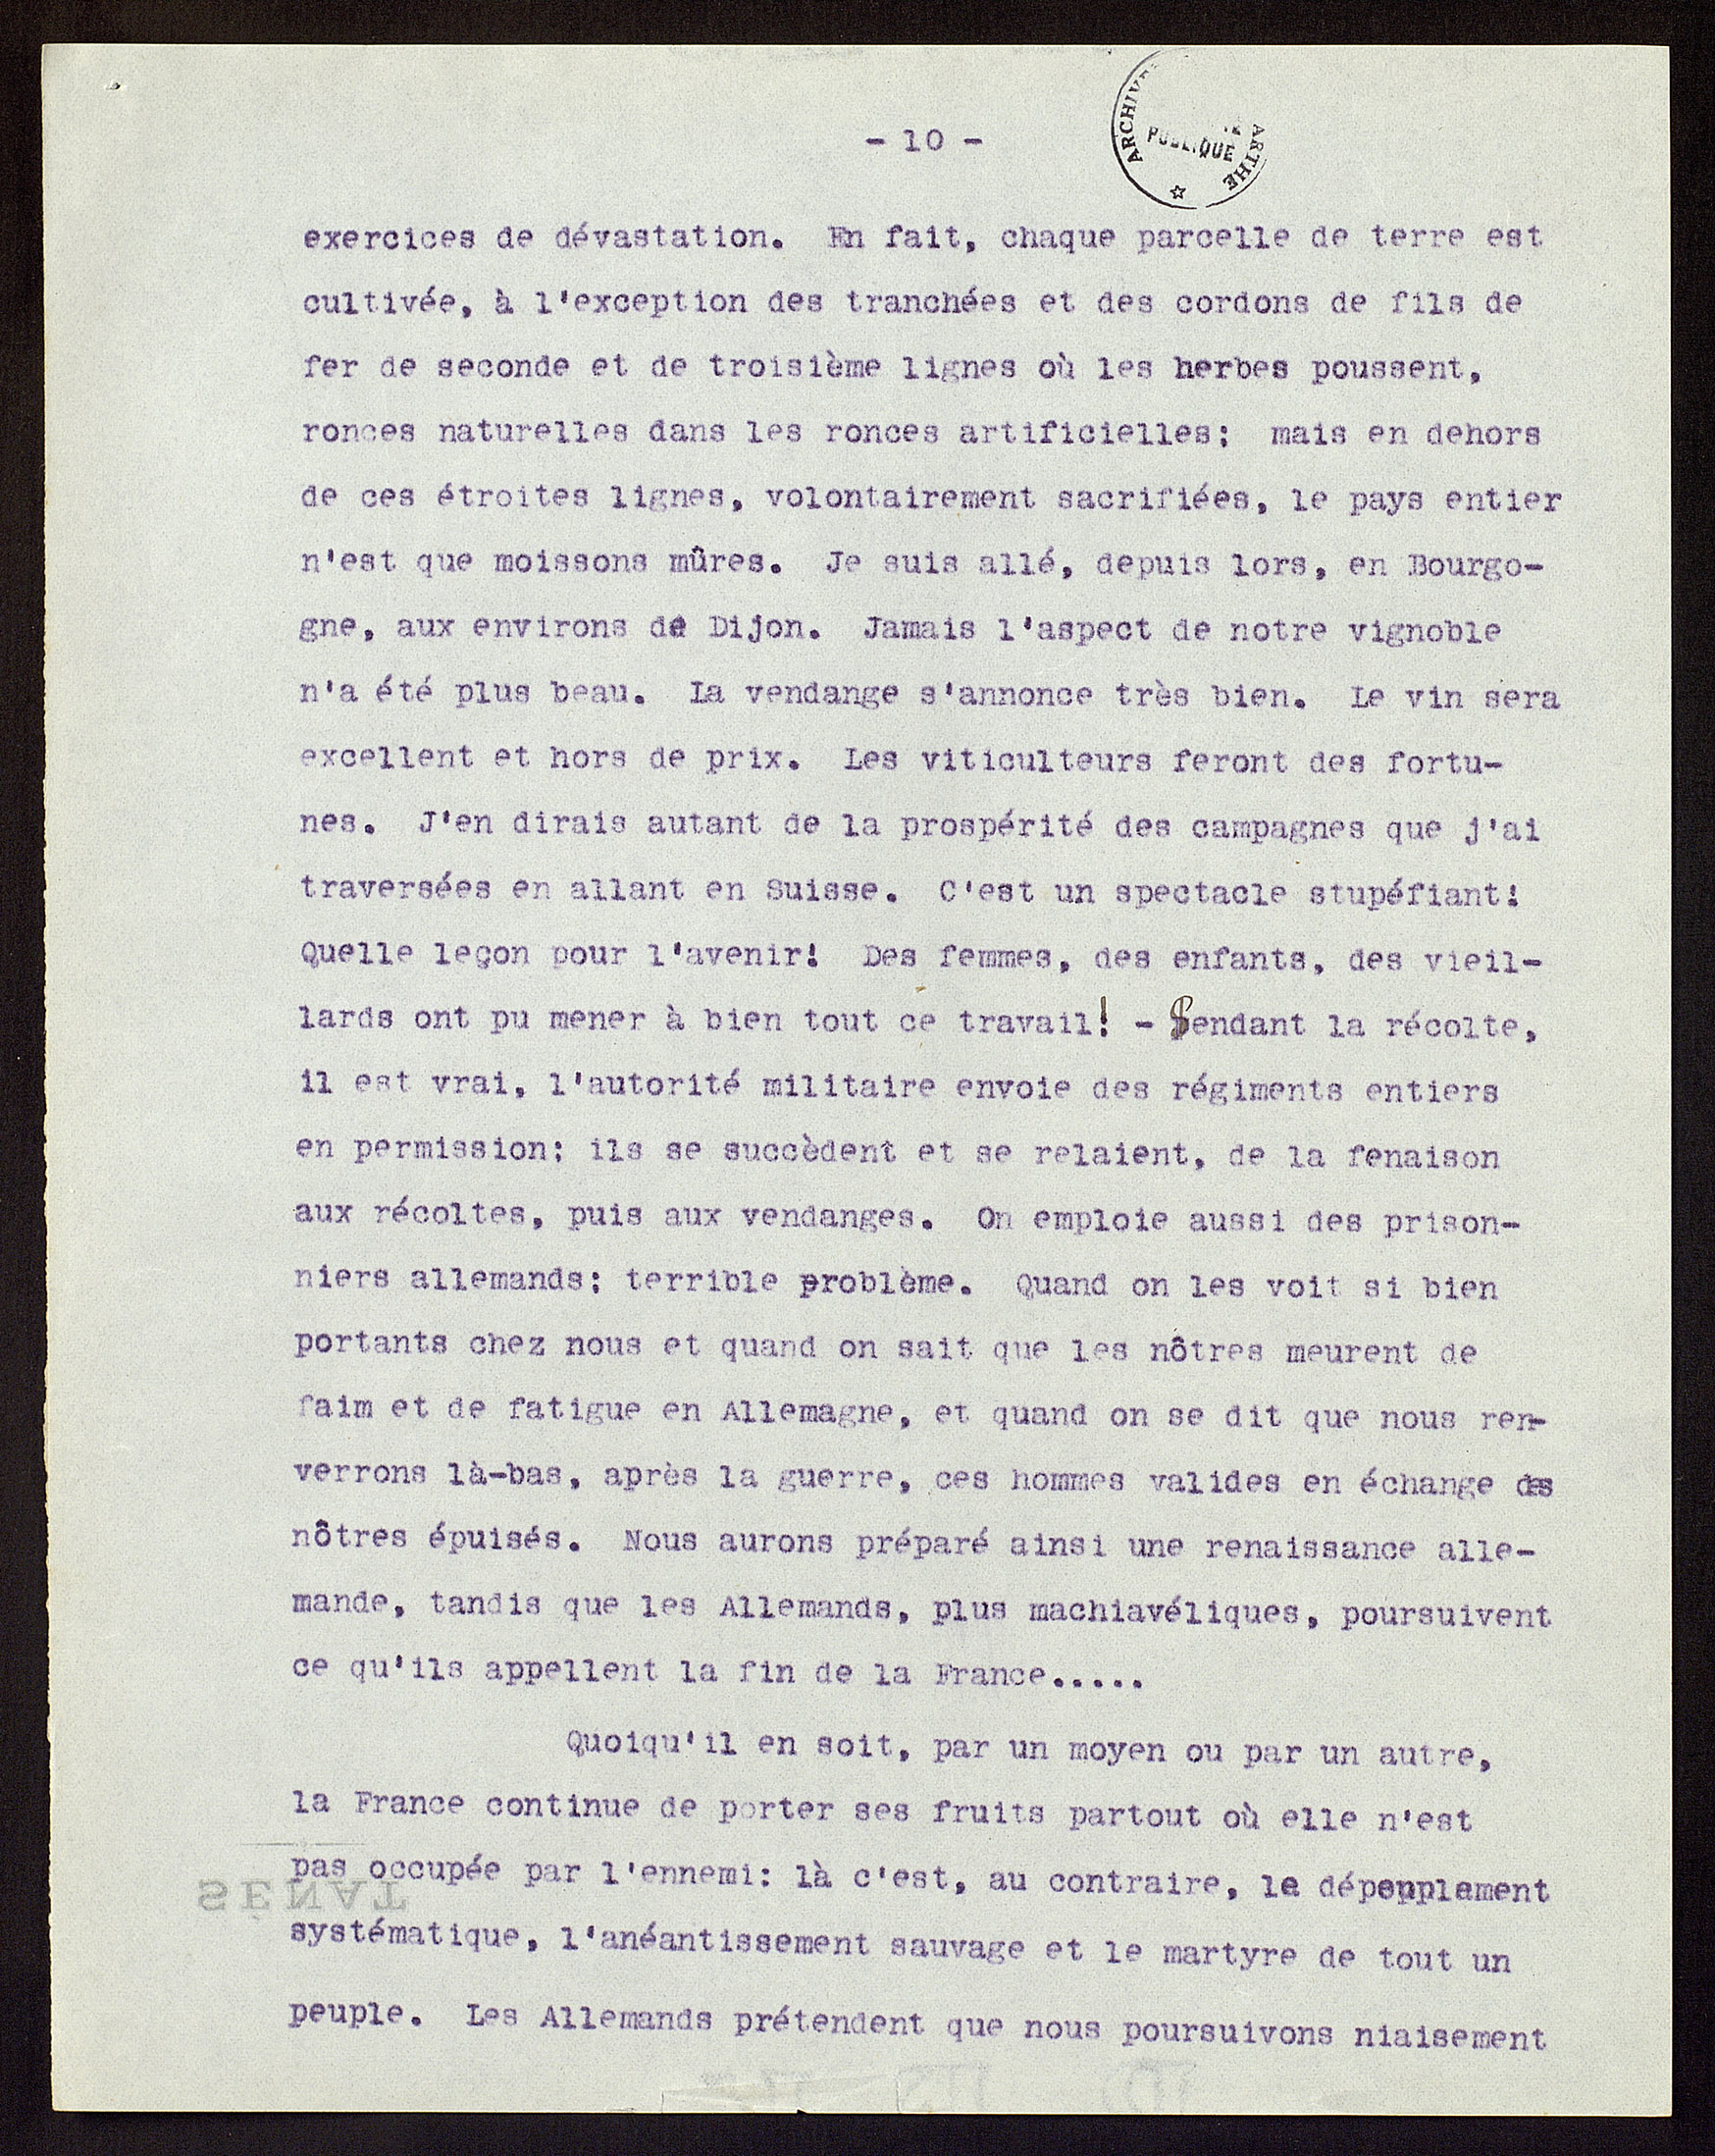 - 10 -
ARCHIV
PUBLIQUE
ARTHE
exercices de dévastation. En fait, chaque parcelle de terre est
cultivée, à l'exception des tranchées et des cordons de fils de
fer de seconde et de troisième lignes où les herbes poussent,
ronces naturelles dans les ronces artificielles; mais en dehors
de ces étroites lignes, volontairement sacrifiées, le pays entier
n'est que moissons mûres. Je suis allé, depuis lors, en Bourgo-
gne, aux environs de Dijon. Jamais l'aspect de notre vignoble
n'a été plus beau. La vendange s'annonce très bien. Le vin sera
excellent et hors de prix. Les viticulteurs feront des fortu-
nes. J'en dirais autant de la prospérité des campagnes que j'ai
traversées en allant en Suisse. C'est un spectacle stupéfiant!
Quelle leçon pour l'avenir! Des femmes, des enfants, des vieil-
lards ont pu mener à bien tout ce travail! - Pendant la récolte,
il est vrai, l'autorité militaire envoie des régiments entiers
en permission; ils se succèdent et se relaient, de la fenaison
aux récoltes, puis aux vendanges. On emploie aussi des prison-
niers allemands; terrible problème. Quand on les voit si bien
portants chez nous et quand on sait que les nôtres meurent de
faim et de fatigue en Allemagne, et quand on se dit que nous ren-
verrons là-bas, après la guerre, ces hommes valides en échange des
nôtres épuisés. Nous aurons préparé ainsi une renaissance alle-
mande, tandis que les Allemands, plus machiavéliques, poursuivent
ce qu'ils appellent la fin de la France.....
Quoiqu'il en soit, par un moyen ou par un autre,
la France continue de porter ses fruits partout où elle n'est
pas occupée par l'ennemi: là c'est, au contraire, le dépeuplement
SÉNAT
systématique, l'anéantissement sauvage et le martyre de tout un
peuple. Les Allemands prétendent que nous poursuivons niaisement